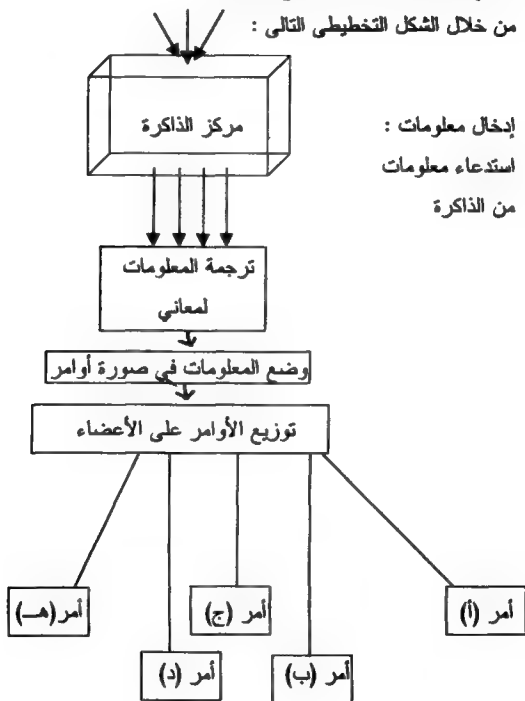 من خلال الشكل التخطيطى التالى :
مركز الذاكرة
إدخال معلومات :
استدعاء معلومات
من الذاكرة
ترجمة المعلومات
لمعاني
وضع المعلومات في صورة أوامر
توزيع الأوامر على الأعضاء
أمر (أ)
أمر (ب)
أمر (ج)
أمر (د)
أمر (هـ)